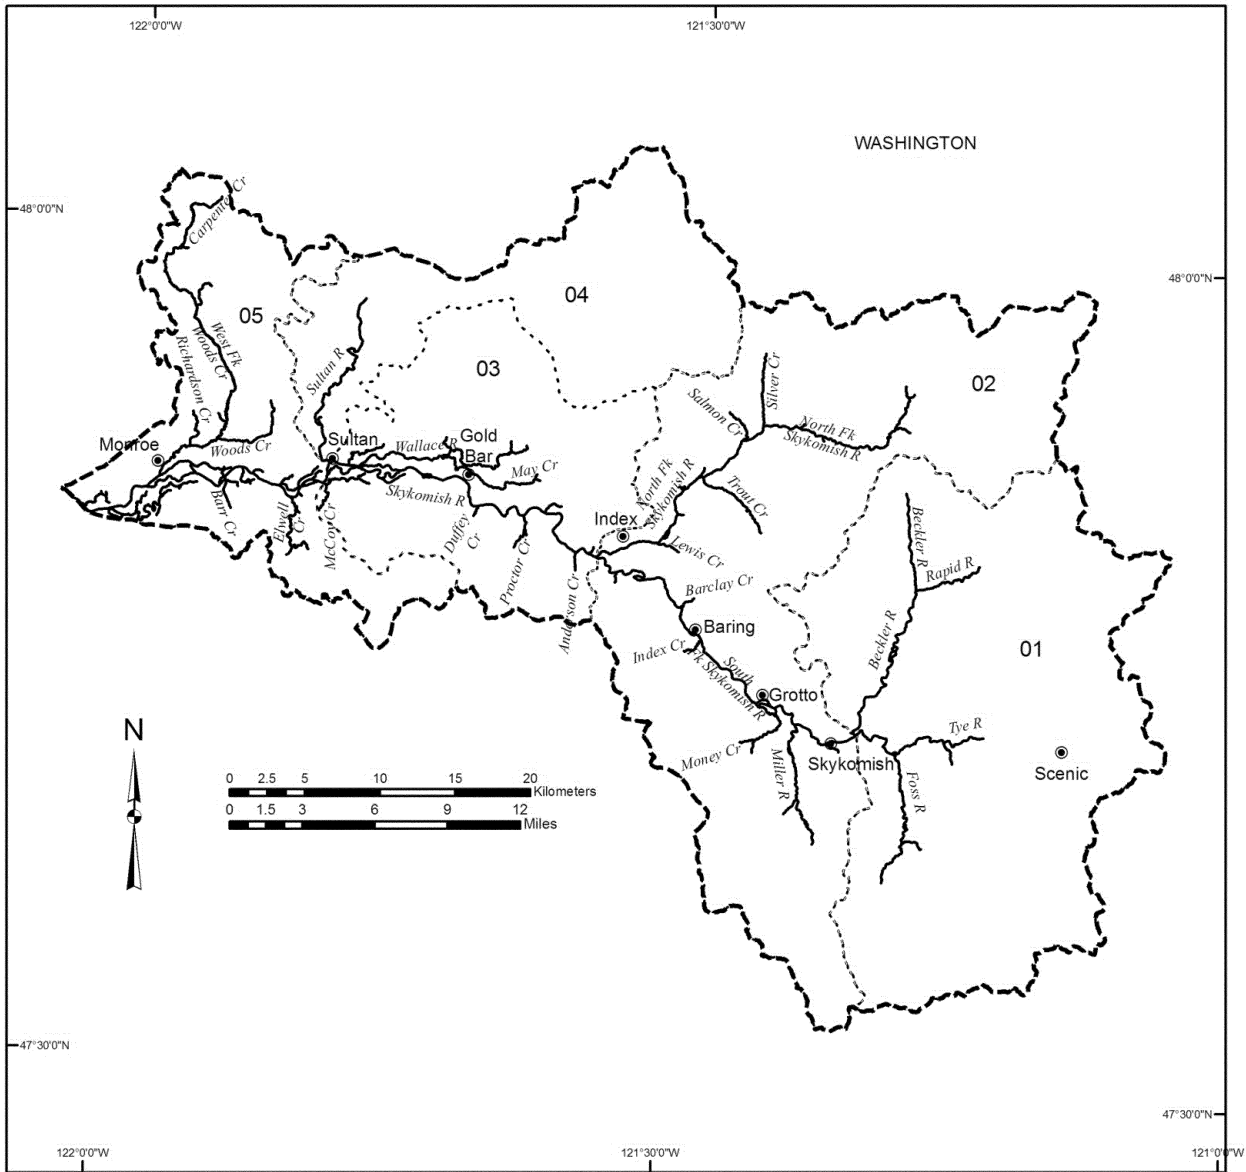 122°0'0"W
121°30'0"W
WASHINGTON
48°0'0"N
48°0'0"N
Carpenter Cr
04
05
03
02
West Fk
Woods Cr
Richardson Cr
Sultan R
Silver Cr
Salmon Cr
North Fk
Skykomish R
Monroe
Woods Cr
Sultan
Wallace R
Gold
Bar
May Cr
North Fk
Skykomish R
Trout Cr
Barr Cr
Elwell
Cr
McCoy Cr
Skykomish R
Duffey
Cr
Proctor Cr
Anderson Cr
Index
Lewis Cr
Barclay Cr
Beckler R
Rapid R
Baring
Index Cr
South
Fk Skykomish R
Beckler R
01
Grotto
Money Cr
Miller R
Skykomish
Tye R
Foss R
Scenic
N
0 2.5 5 10 15 20
Kilometers
0 1.5 3 6 9 12
Miles
47°30'0"N
47°30'0"N
122°0'0"W
121°30'0"W
121°0'0"W